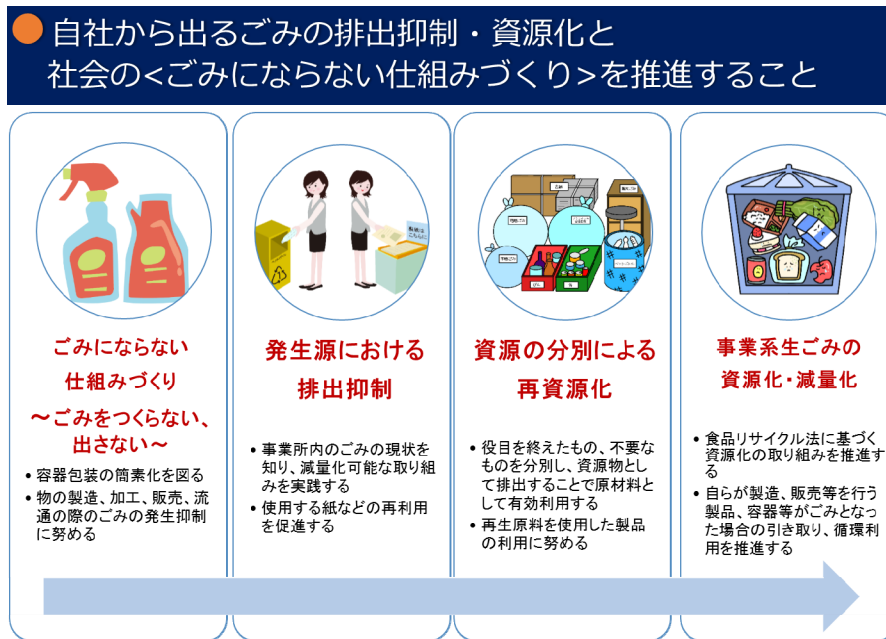 自社から出るごみの排出抑制・資源化と
社会の<ごみにならない仕組みづくり>を推進すること
ごみにならない
仕組みづくり
～ごみをつくらない、
出さない～
• 容器包装の簡素化を図る
• 物の製造、加工、販売、流
通の際のごみの発生抑制
に努める
発生源における
排出抑制
• 事業所内のごみの現状を
知り、減量化可能な取り組
みを実践する
• 使用する紙などの再利用
を促進する
資源の分別による
再資源化
• 役目を終えたもの、不要な
ものを分別し、資源物とし
て排出することで原材料と
して有効利用する
• 再生原料を使用した製品
の利用に努める
事業系生ごみの
資源化・減量化
• 食品リサイクル法に基づく
資源化の取り組みを推進す
る
• 自らが製造、販売等を行う
製品、容器等がごみとなっ
た場合の引き取り、循環利
用を推進する